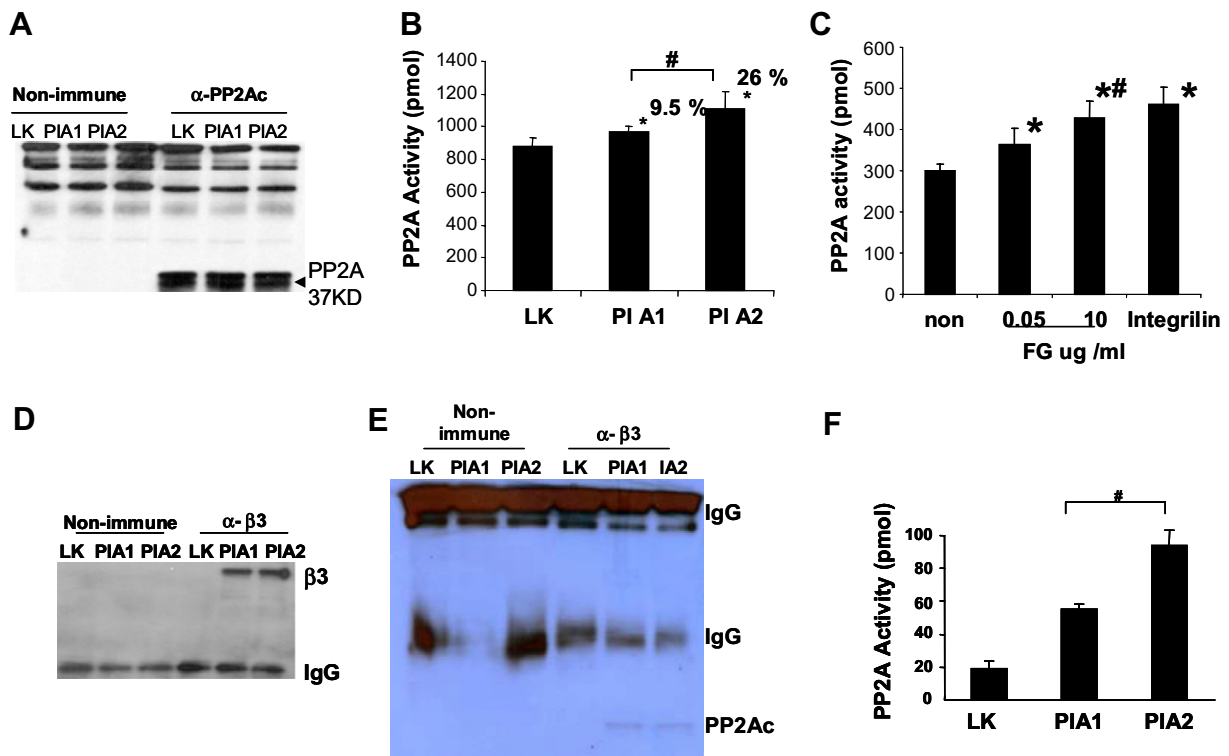 A
Non-immune
α-PP2Ac
LK PIA1 PIA2
LK PIA1 PIA2
PP2A
37KD
B
PP2A Activity (pmol)
1400
1200
1000
800
600
400
200
0
#
* 9.5 %
26 %
*
LK
PI A1
PI A2
C
PP2A activity (pmol)
600
500
400
300
200
100
0
*
*#
*
non
0.05
10
Integrilin
FG ug /ml
D
Non-immune
α-β3
LK PIA1 PIA2
LK PIA1 PIA2
β3
IgG
E
Non-
immune
α-β3
LK PIA1 PIA2
LK PIA1 IA2
IgG
IgG
PP2Ac
F
PP2A Activity (pmol)
100
80
60
40
20
0
#
LK
PIA1
PIA2